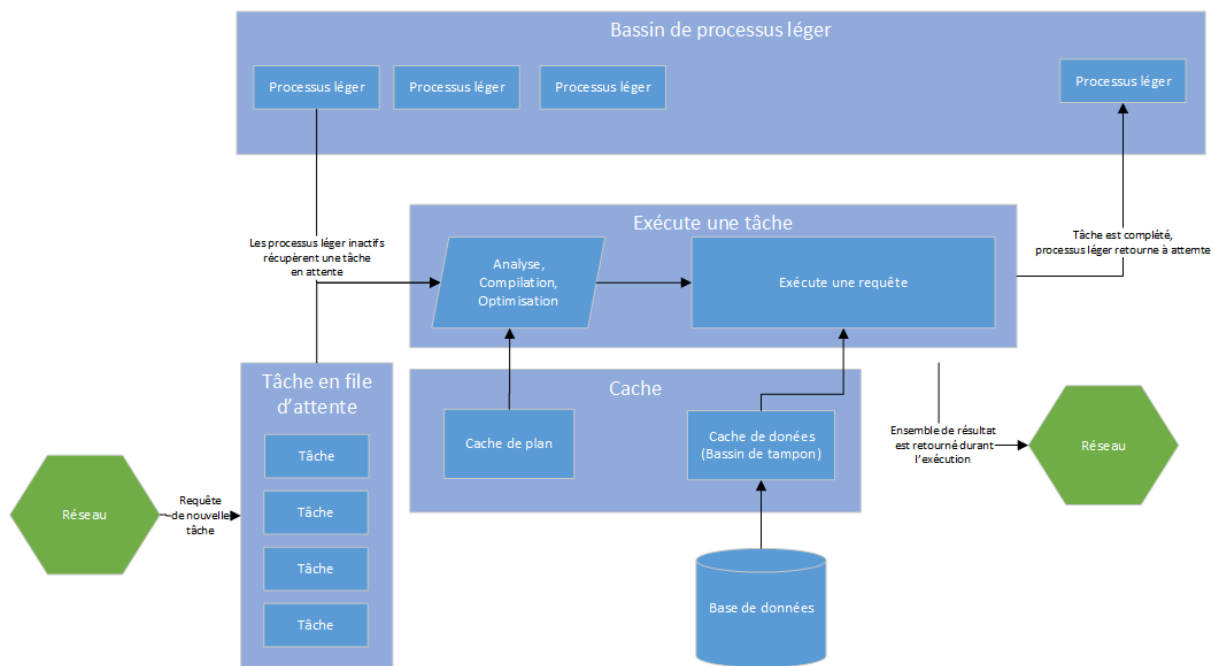 Bassin de processus léger
Processus léger
Processus léger
Processus léger
Processus léger
Les processus léger inactifs
récupèrent une tâche
en attente
Exécute une tâche
Analyse,
Compilation,
Optimisation
Exécute une requête
Tâche est complété,
processus léger retourne à attemte
Tâche en file
d'attente
Tâche
Tâche
Tâche
Tâche
Réseau
Requête
de nouvelle
tâche
Cache
Cache de plan
Cache de donées
(Bassin de tampon)
Base de données
Ensemble de résultat
est retourné durant
l'exécution
Réseau